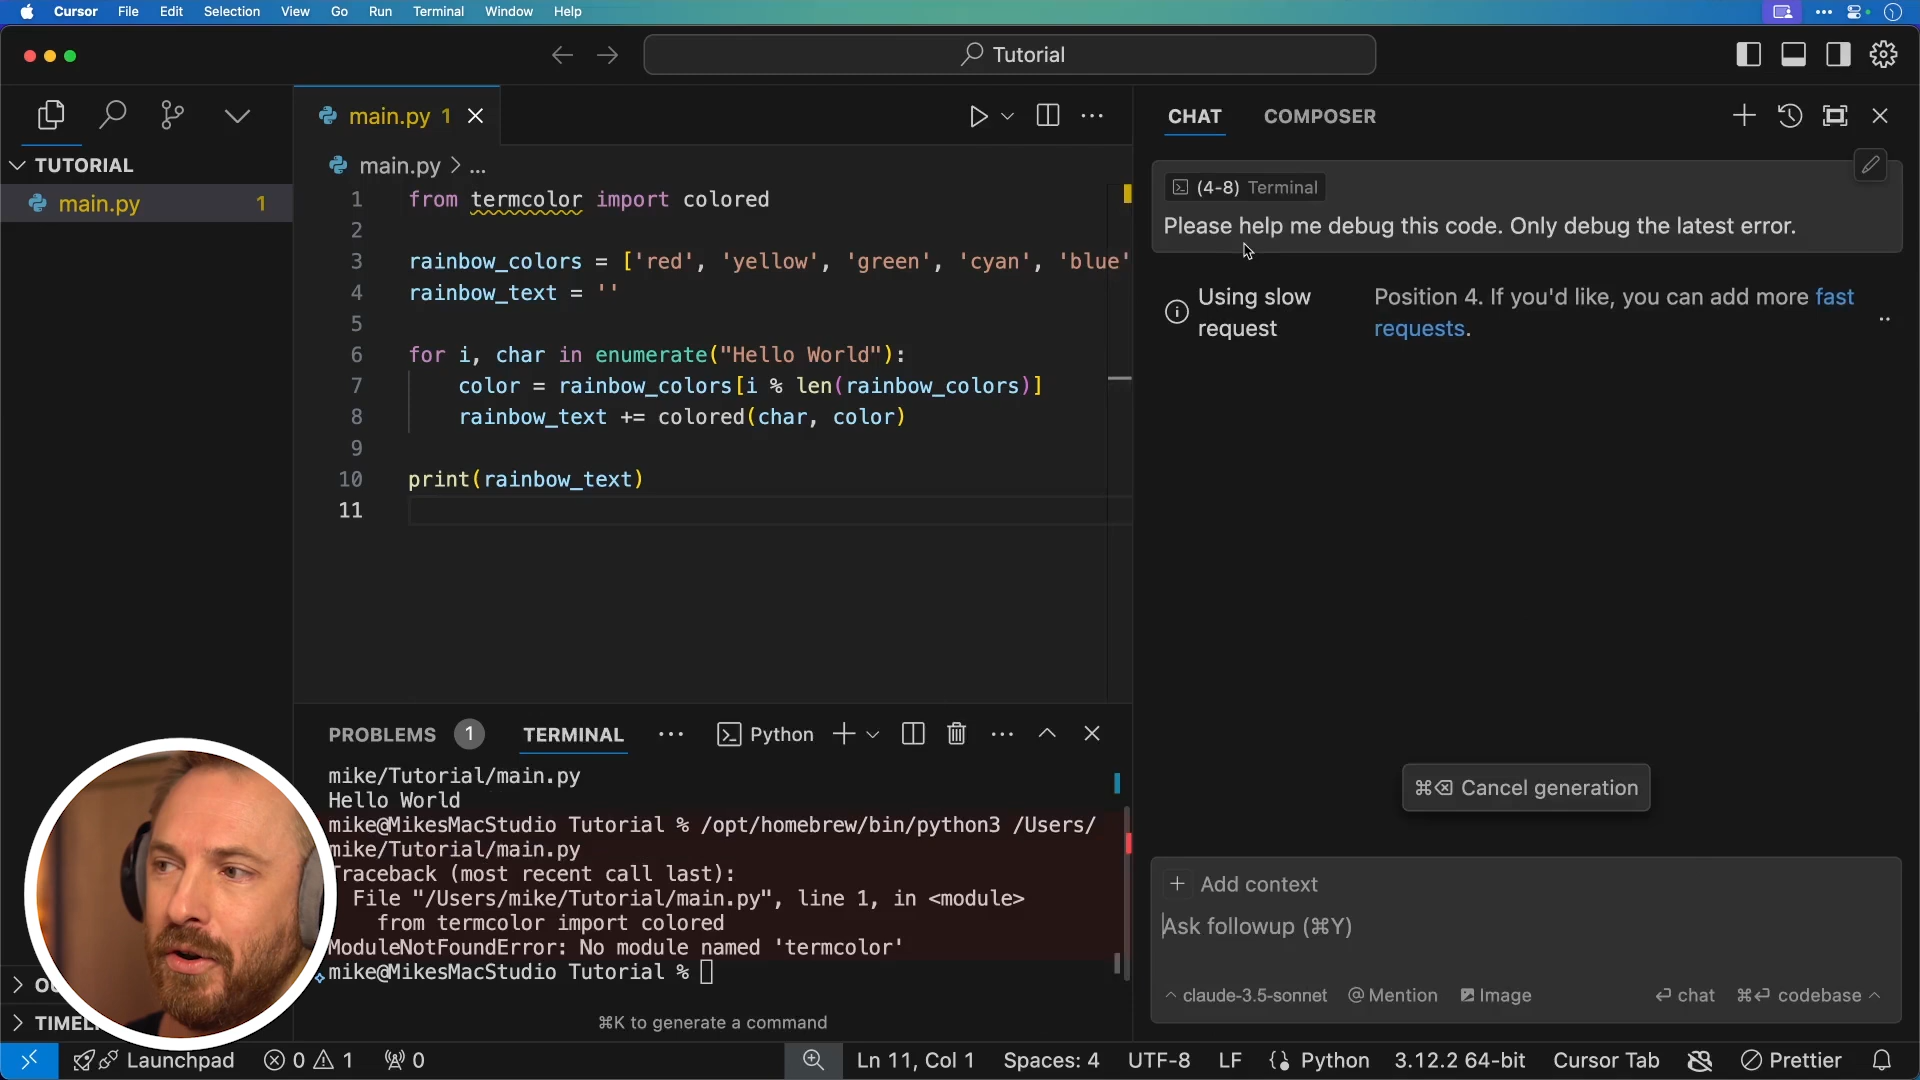 Cursor File Edit Selection View Go Run Terminal Window Help
Tutorial
TUTORIAL
main.py 1
main.py 1
main.py > ...
1 from termcolor import colored
2
3 rainbow_colors = ['red', 'yellow', 'green', 'cyan', 'blue'
4 rainbow_text = ''
5
6 for i, char in enumerate("Hello World"):
7 color = rainbow_colors[i % len(rainbow_colors)]
8 rainbow_text += colored(char, color)
9
10 print(rainbow_text)
11
PROBLEMS 1 TERMINAL ... Python
mike/Tutorial/main.py
Hello World
mike@MikesMacStudio Tutorial % /opt/homebrew/bin/python3 /Users/
mike/Tutorial/main.py
Traceback (most recent call last):
File "/Users/mike/Tutorial/main.py", line 1, in <module>
from termcolor import colored
ModuleNotFoundError: No module named 'termcolor'
mike@MikesMacStudio Tutorial %
⌘K to generate a command
CHAT COMPOSER
(4-8) Terminal
Please help me debug this code. Only debug the latest error.
Using slow
request
Position 4. If you'd like, you can add more fast
requests.
..
⌘⌫ Cancel generation
+ Add context
Ask followup (⌘Y)
^ claude-3.5-sonnet @ Mention Image ↵ chat ⌘↵ codebase ^
Launchpad 0 1 0 Ln 11, Col 1 Spaces: 4 UTF-8 LF {} Python 3.12.2 64-bit Cursor Tab Prettier